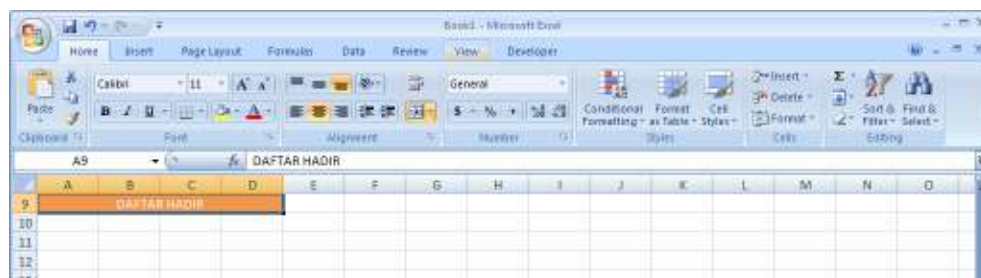 Book1 - Microsoft Excel
Home Insert Page Layout Formulas Data Review View Developer
Paste
Calibri 11 A A
B I U A
General
$ % ,
Conditional Formatting Format as Table Cell Styles
Insert
Delete
Format
Σ
Sort & Filter Find & Select
Clipboard Font Alignment Number Styles Cells Editing
A9 fx DAFTAR HADIR
A B C D E F G H I J K L M N O
9 DAFTAR HADIR
10
11
12